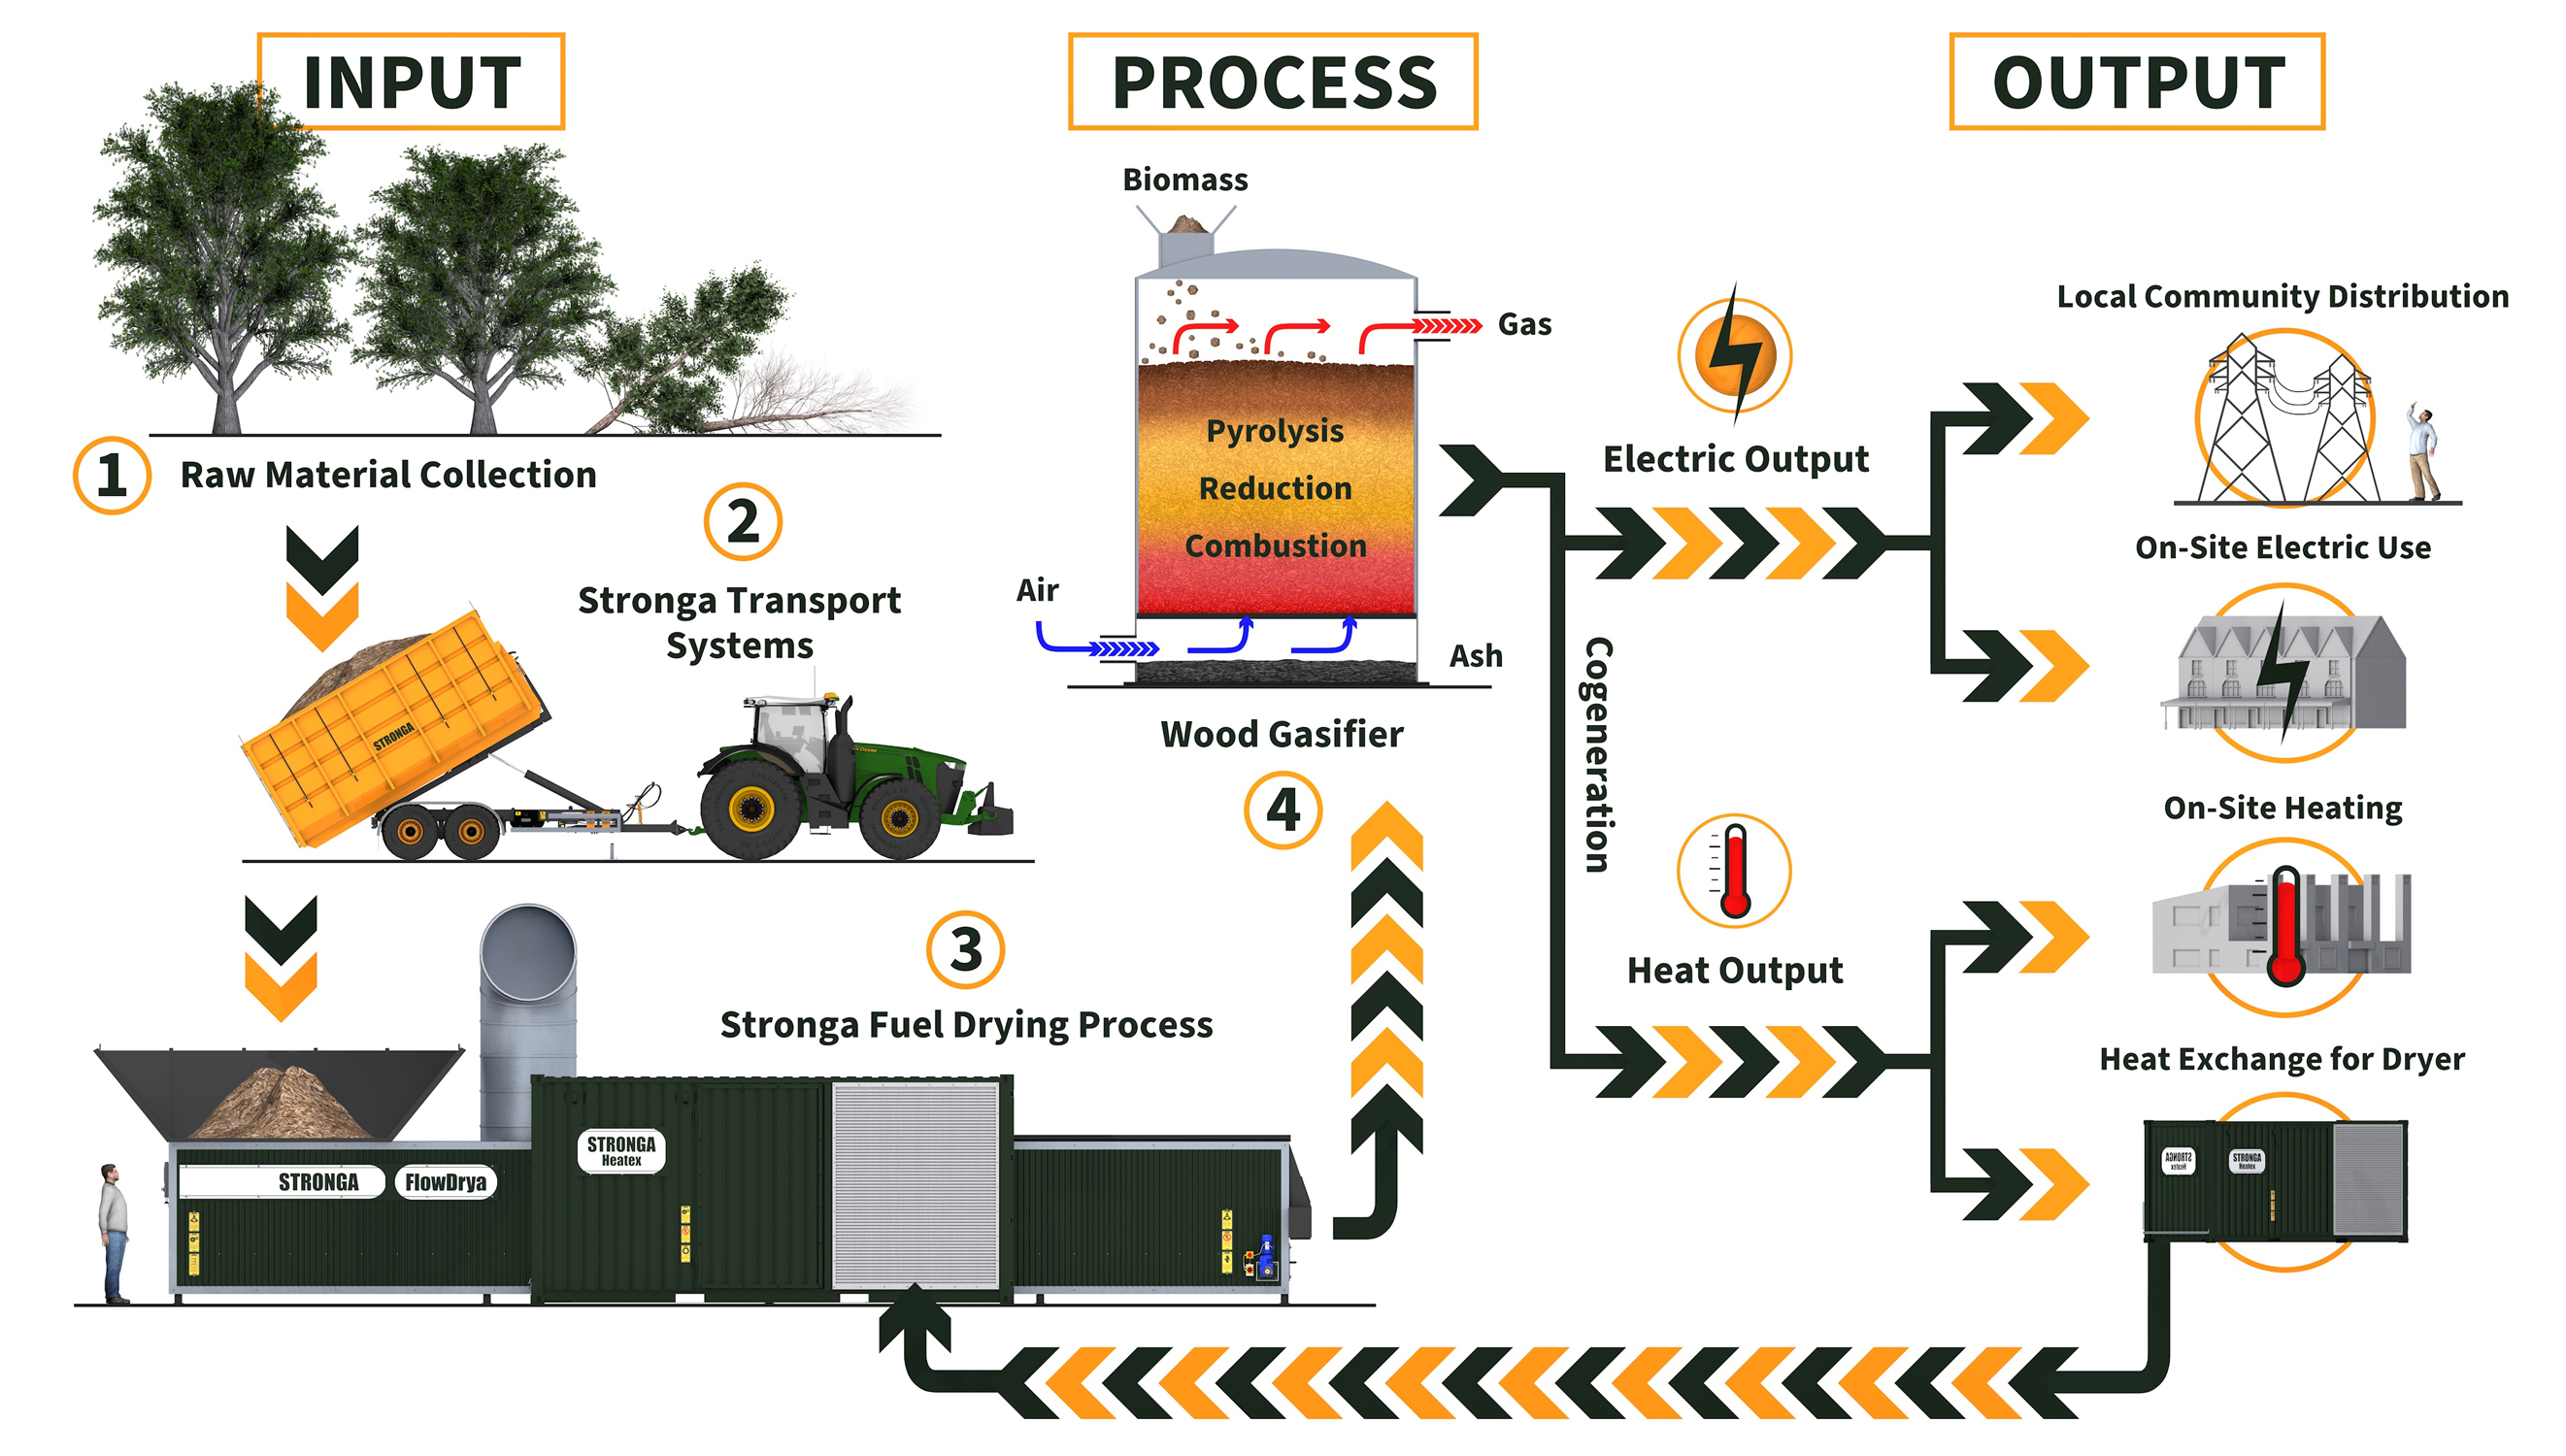 INPUT
PROCESS
OUTPUT
1
Raw Material Collection
2
Stronga Transport
Systems
STRONGA
3
Stronga Fuel Drying Process
STRONGA
FlowDrya
STRONGA
Heatex
Biomass
Gas
Pyrolysis
Reduction
Combustion
Air
Ash
Wood Gasifier
4
Cogeneration
Electric Output
Heat Output
Local Community Distribution
On-Site Electric Use
On-Site Heating
Heat Exchange for Dryer
STRONGA
Heatex
STRONGA
Heatex